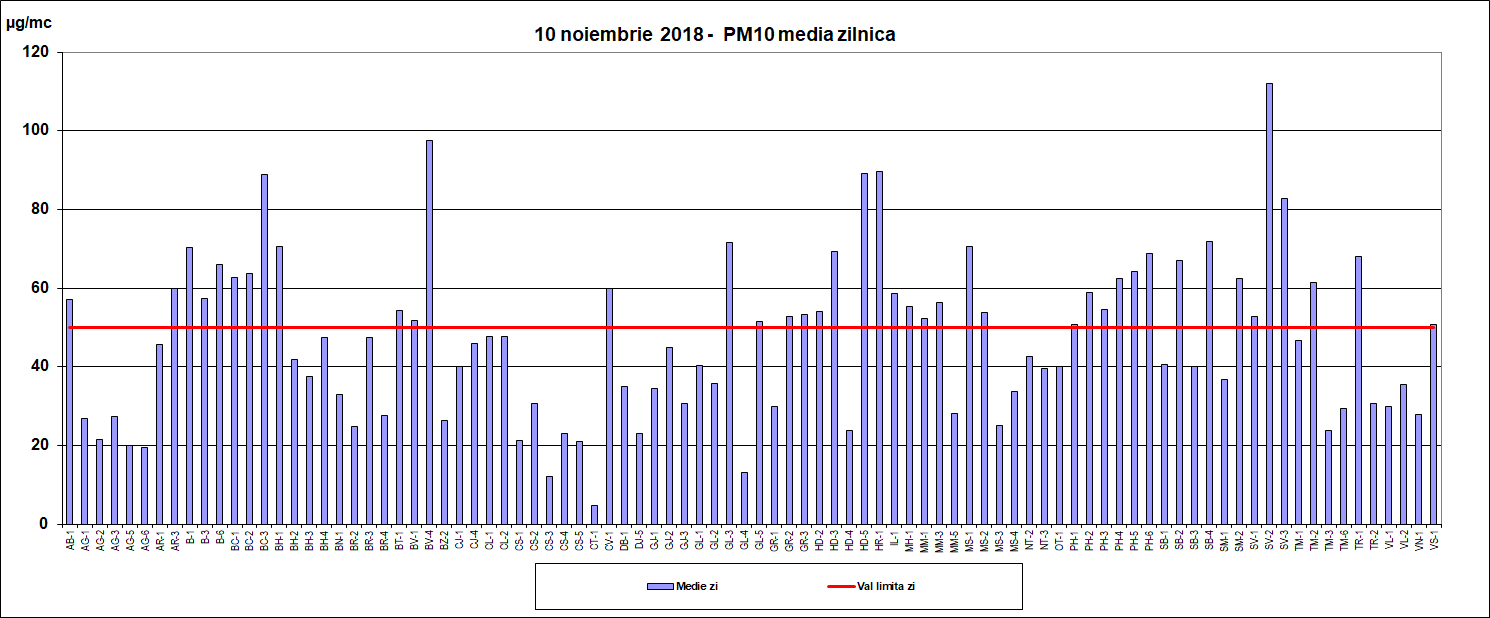 µg/mc
10 noiembrie 2018 - PM10 media zilnica
120
100
80
60
40
20
0
AB-1 AG-1 AG-2 AG-3 AG-5 AG-6 AR-1 AR-3 B-1 B-3 B-6 BC-1 BC-2 BC-3 BH-1 BH-2 BH-3 BH-4 BN-1 BR-2 BR-3 BR-4 BT-1 BV-1 BV-4 BZ-2 CJ-1 CJ-4 CL-1 CL-2 CS-1 CS-2 CS-3 CS-4 CS-5 CT-1 CV-1 DB-1 DJ-5 GJ-1 GJ-2 GJ-3 GL-1 GL-2 GL-3 GL-4 GL-5 GR-1 GR-2 GR-3 HD-2 HD-3 HD-4 HD-5 HR-1 IL-1 MH-1 MM-1 MM-3 MM-5 MS-1 MS-2 MS-3 MS-4 NT-2 NT-3 OT-1 PH-1 PH-2 PH-3 PH-4 PH-5 PH-6 SB-1 SB-2 SB-3 SB-4 SM-1 SM-2 SV-1 SV-2 SV-3 TM-1 TM-2 TM-3 TM-6 TR-1 TR-2 VL-1 VL-2 VN-1 VS-1
Medie zi Val limita zi